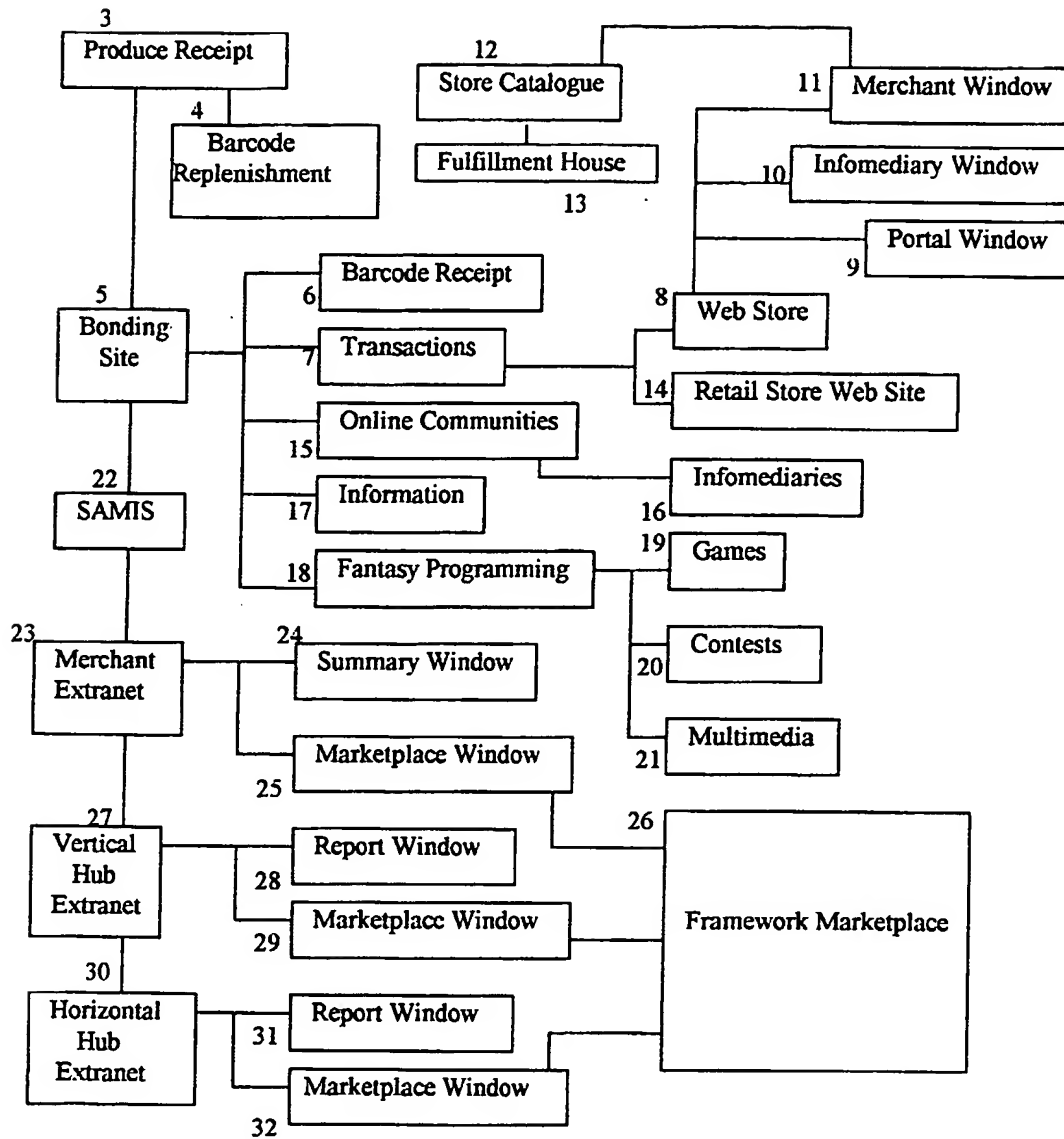 3
Produce Receipt
4
Barcode
Replenishment
12
Store Catalogue
Fulfillment House
13
11
Merchant Window
10
Infomediary Window
Portal Window
9
5
Bonding
Site
6
Barcode Receipt
7
Transactions
8
Web Store
14
Retail Store Web Site
15
Online Communities
16
Infomediaries
17
Information
18
Fantasy Programming
19
Games
20
Contests
21
Multimedia
22
SAMIS
23
Merchant
Extranet
24
Summary Window
25
Marketplace Window
26
Framework Marketplace
27
Vertical
Hub
Extranet
28
Report Window
29
Marketplace Window
30
Horizontal
Hub
Extranet
31
Report Window
32
Marketplace Window